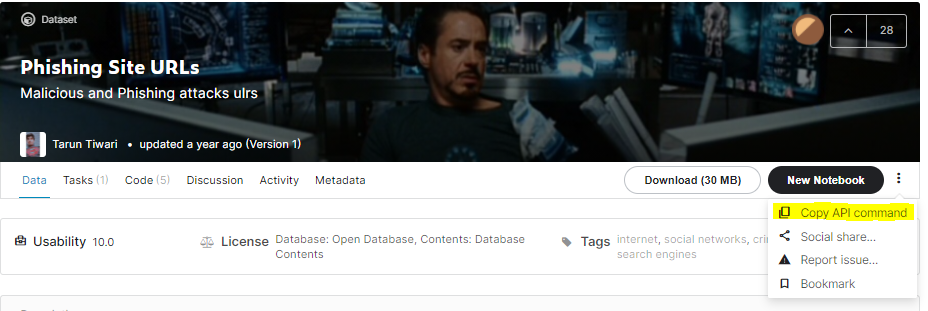 Dataset
28
Phishing Site URLs
Malicious and Phishing attacks ulrs
Tarun Tiwari • updated a year ago (Version 1)
Data Tasks (1) Code (5) Discussion Activity Metadata Download (30 MB) New Notebook
Copy API command
Social share...
Report issue...
Bookmark
Usability 10.0
License Database: Open Database, Contents: Database
Contents
Tags internet, social networks,
search engines